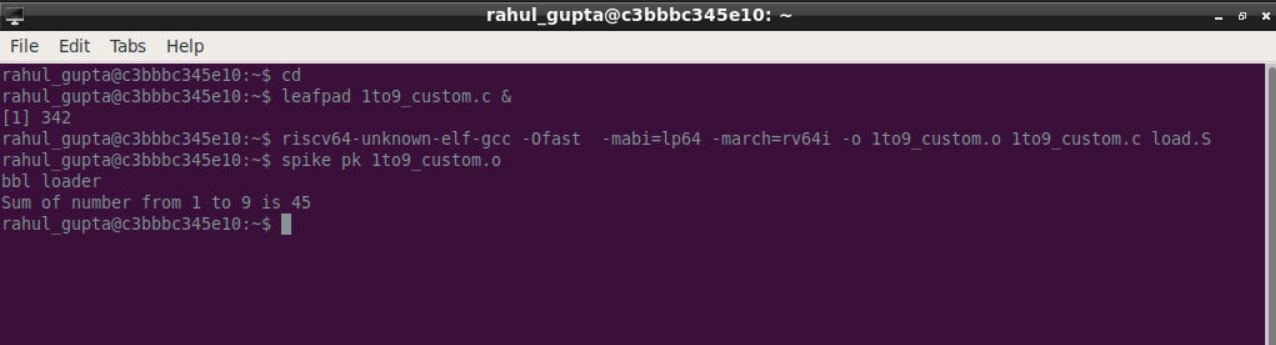 rahul_gupta@c3bbbc345e10: ~
File Edit Tabs Help
rahul_gupta@c3bbbc345e10:~$ cd
rahul_gupta@c3bbbc345e10:~$ leafpad 1to9_custom.c &
[1] 342
rahul_gupta@c3bbbc345e10:~$ riscv64-unknown-elf-gcc -Ofast  -mabi=lp64 -march=rv64i -o 1to9_custom.o 1to9_custom.c load.S
rahul_gupta@c3bbbc345e10:~$ spike pk 1to9_custom.o
bbl loader
Sum of number from 1 to 9 is 45
rahul_gupta@c3bbbc345e10:~$